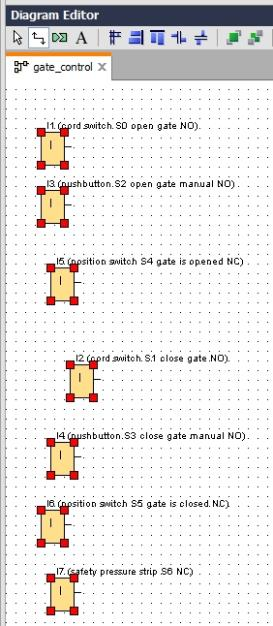 Diagram Editor
A
gate_control X
I1 (cord switch S0 open gate NO)
I
I3 (pushbutton S2 open gate manual NO)
I
I5 (position switch S4 gate is opened NC)
I
I2 (cord switch S1 close gate NO)
I
I4 (pushbutton S3 close gate manual NO)
I
I6 (position switch S5 gate is closed NC)
I
I7 (safety pressure strip S6 NC)
I